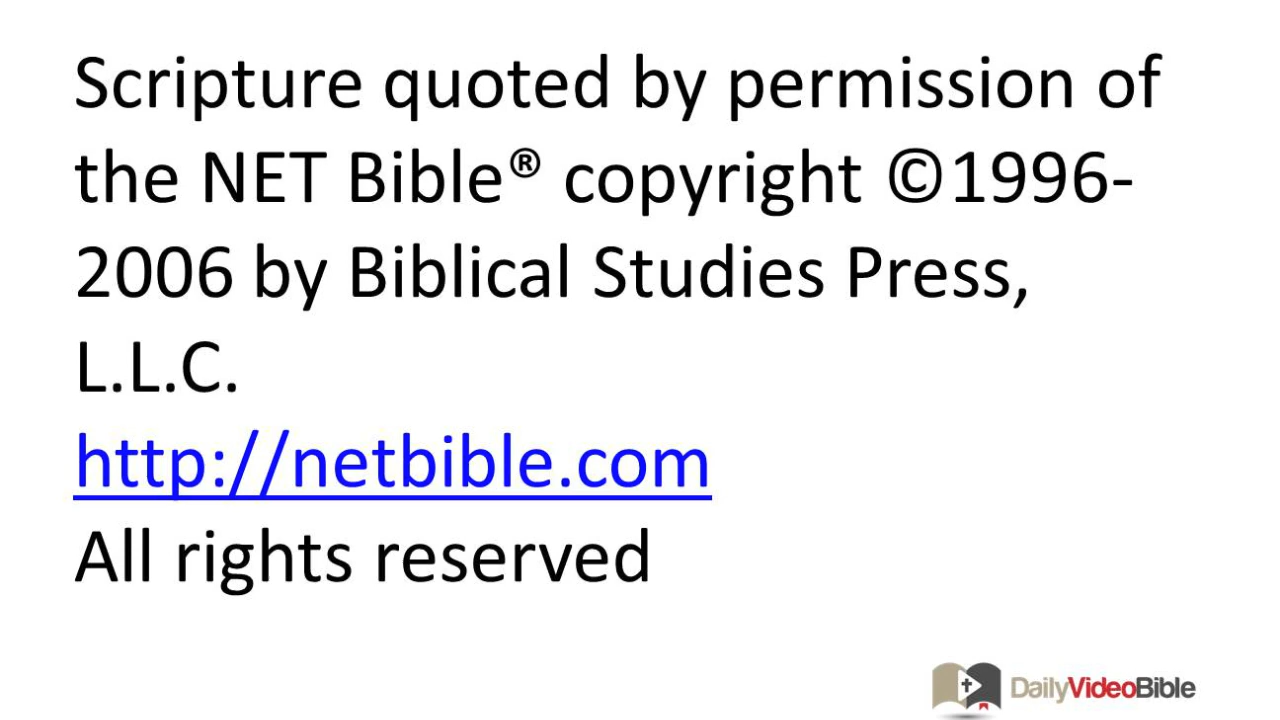 Scripture quoted by permission of
the NET Bible® copyright ©1996-
2006 by Biblical Studies Press,
L.L.C.
http://netbible.com
All rights reserved
DailyVideoBible